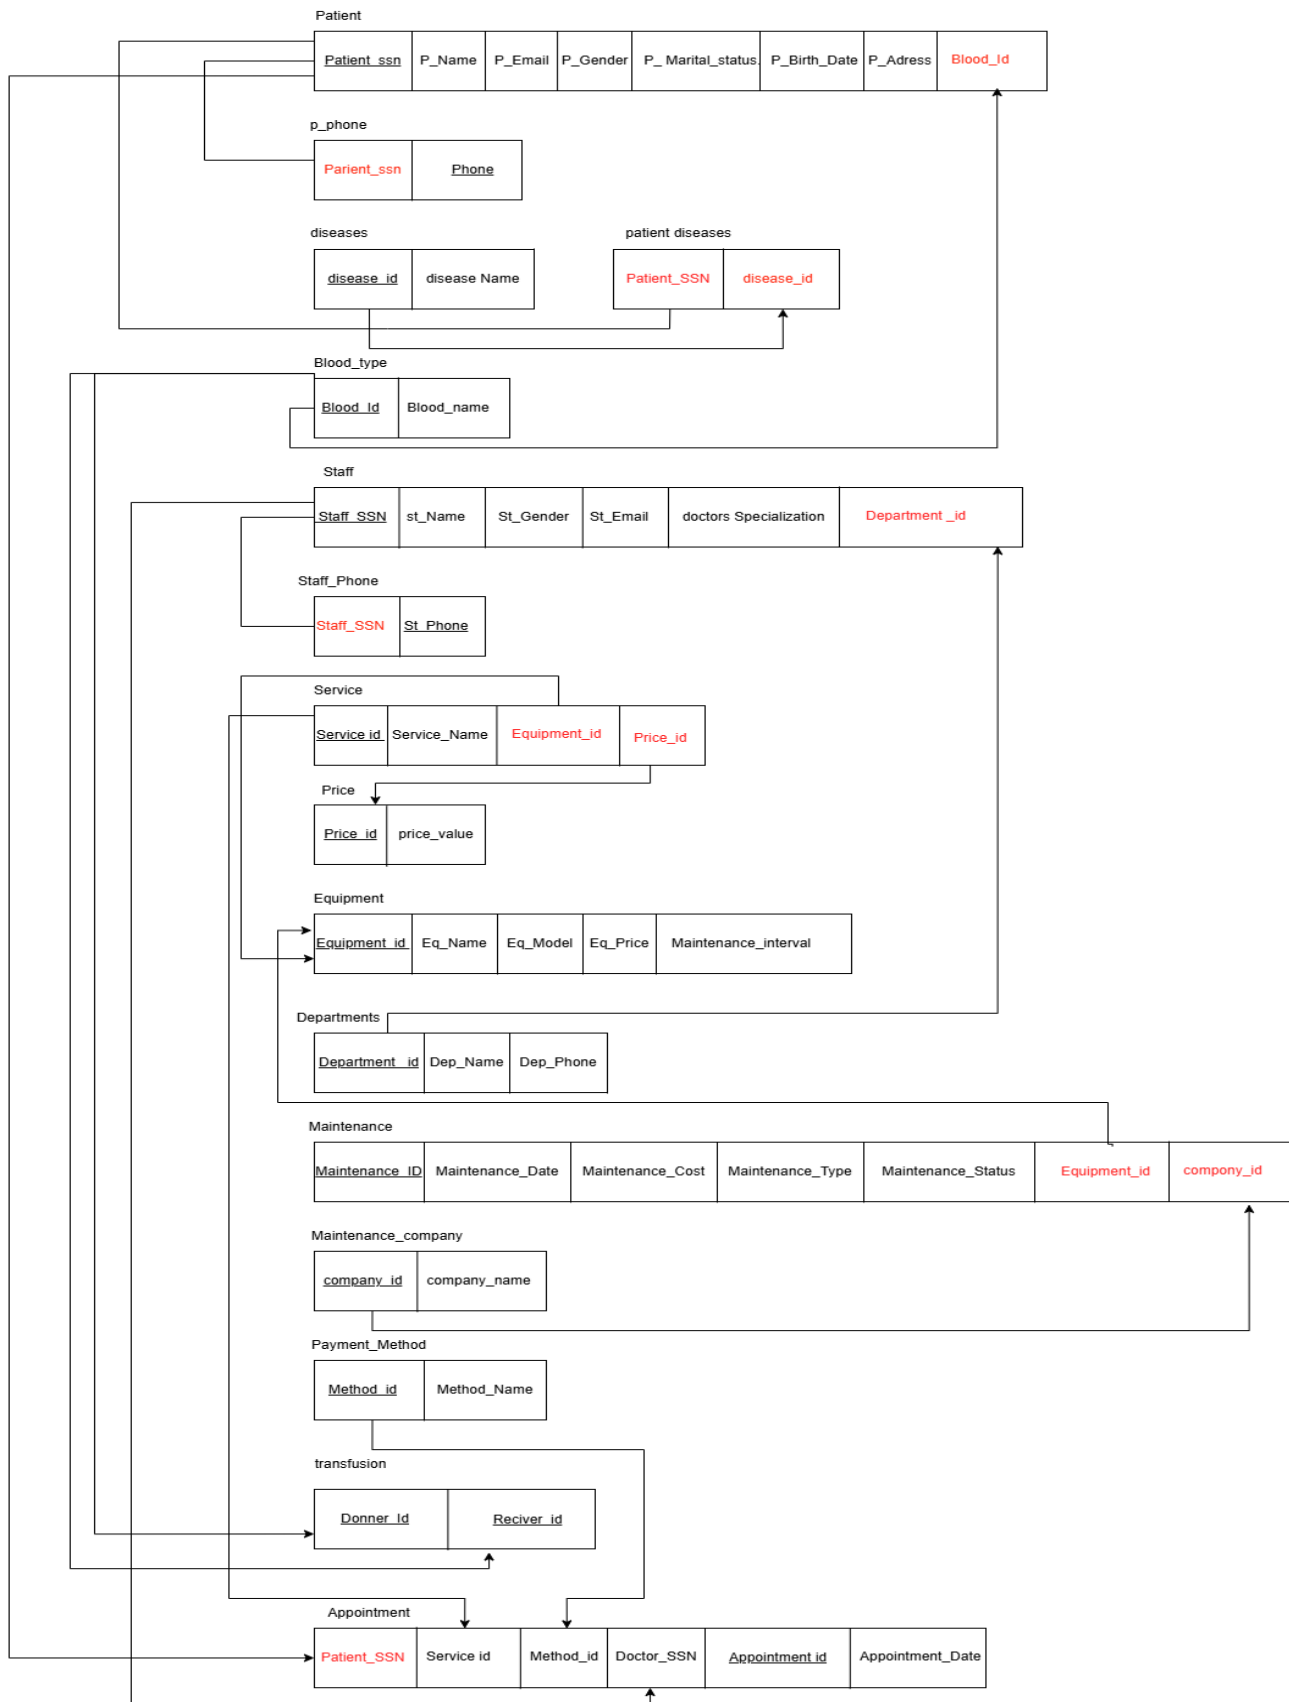 Patient
Patient_ssn P_Name P_Email P_Gender P_ Marital_status. P_Birth_Date P_Adress Blood_Id
p_phone
Parient_ssn Phone
diseases patient diseases
disease_id disease Name Patient_SSN disease_id
Blood_type
Blood_Id Blood_name
Staff
Staff_SSN st_Name St_Gender St_Email doctors Specialization Department _id
Staff_Phone
Staff_SSN St_Phone
Service
Service id Service_Name Equipment_id Price_id
Price
Price_id price_value
Equipment
Equipment_id Eq_Name Eq_Model Eq_Price Maintenance_interval
Departments
Department _id Dep_Name Dep_Phone
Maintenance
Maintenance_ID Maintenance_Date Maintenance_Cost Maintenance_Type Maintenance_Status Equipment_id compony_id
Maintenance_company
company_id company_name
Payment_Method
Method_id Method_Name
transfusion
Donner_Id Reciver_id
Appointment
Patient_SSN Service id Method_id Doctor_SSN Appointment id Appointment_Date